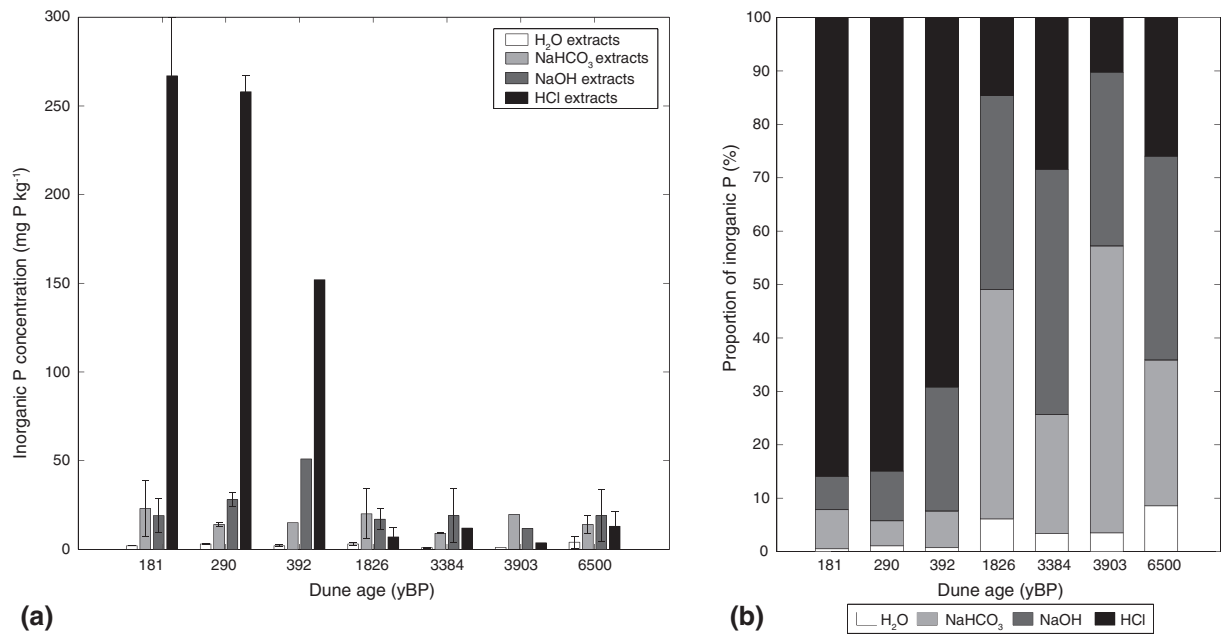 300
250
200
150
100
50
0
Inorganic P concentration (mg P kg⁻¹)
H₂O extracts
NaHCO₃ extracts
NaOH extracts
HCl extracts
181 290 392 1826 3384 3903 6500
Dune age (yBP)
(a)
100
90
80
70
60
50
40
30
20
10
0
Proportion of inorganic P (%)
181 290 392 1826 3384 3903 6500
Dune age (yBP)
(b)
H₂O NaHCO₃ NaOH HCl